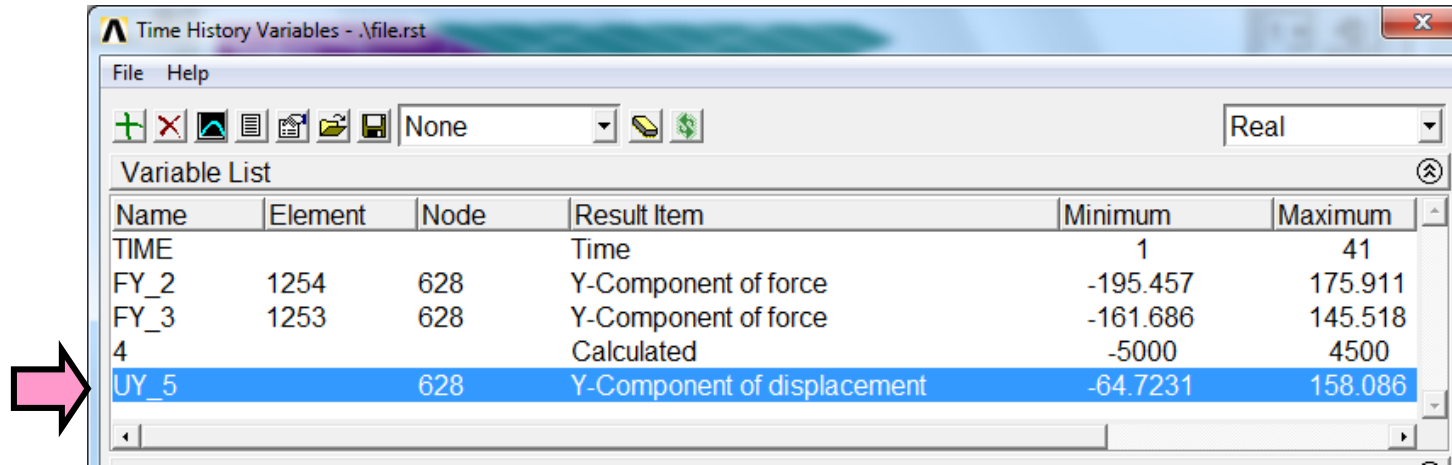 Time History Variables - .\file.rst
File Help
None Real
Variable List
Name Element Node Result Item Minimum Maximum
TIME Time 1 41
FY_2 1254 628 Y-Component of force -195.457 175.911
FY_3 1253 628 Y-Component of force -161.686 145.518
4 Calculated -5000 4500
UY_5 628 Y-Component of displacement -64.7231 158.086